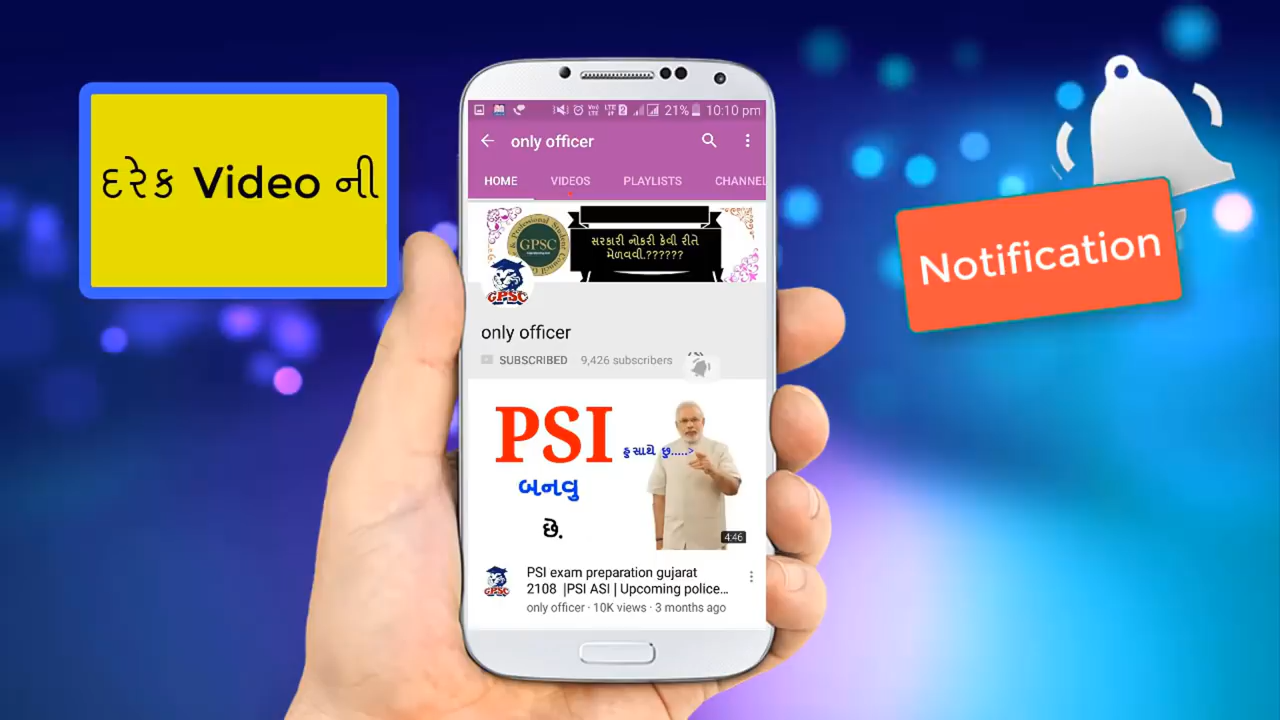 દરેક Video ની
Notification
21% 10:10 pm
only officer
HOME VIDEOS PLAYLISTS CHANNEL
GPSC
સરકારી નોકરી કેવી રીતે
મેળવવી.??????
GPSC
only officer
SUBSCRIBED 9,426 subscribers
PSI
હુ સાથે છુ.....>
બનવુ
છે.
4:46
PSI exam preparation gujarat
2108 |PSI ASI | Upcoming police...
GPSC
only officer · 10K views · 3 months ago